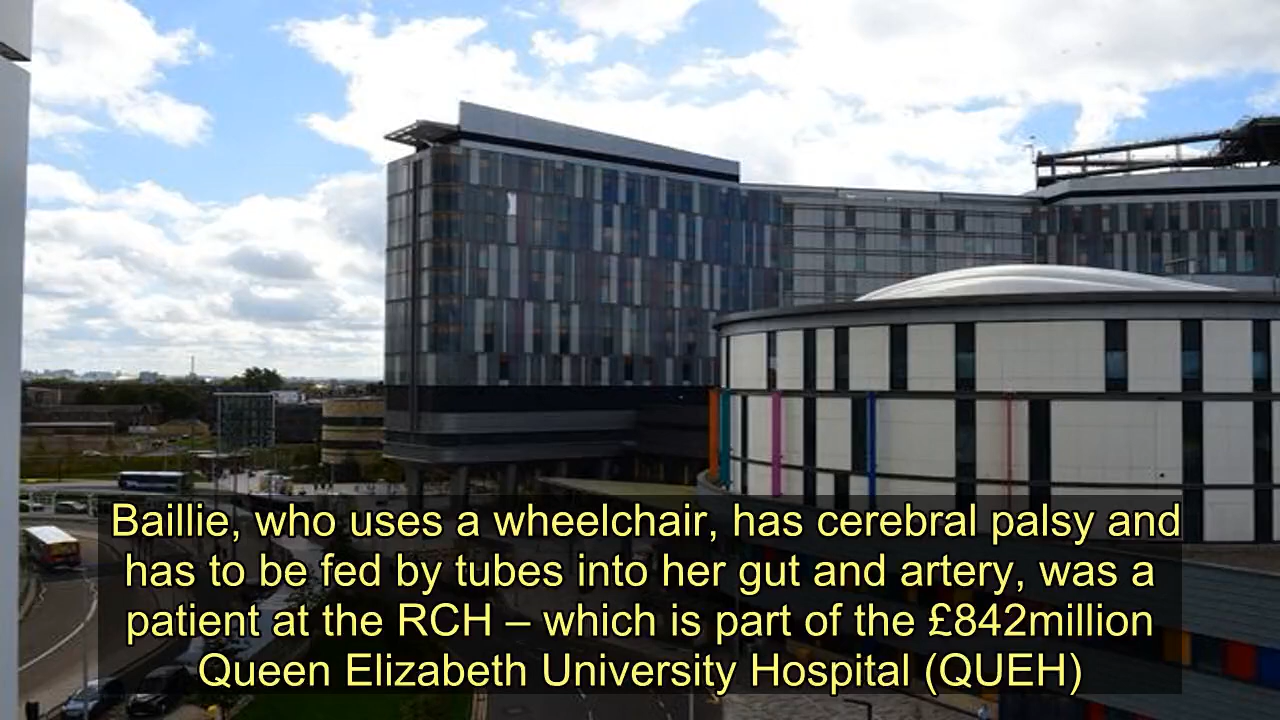 Baillie, who uses a wheelchair, has cerebral palsy and
has to be fed by tubes into her gut and artery, was a
patient at the RCH – which is part of the £842million
Queen Elizabeth University Hospital (QUEH)